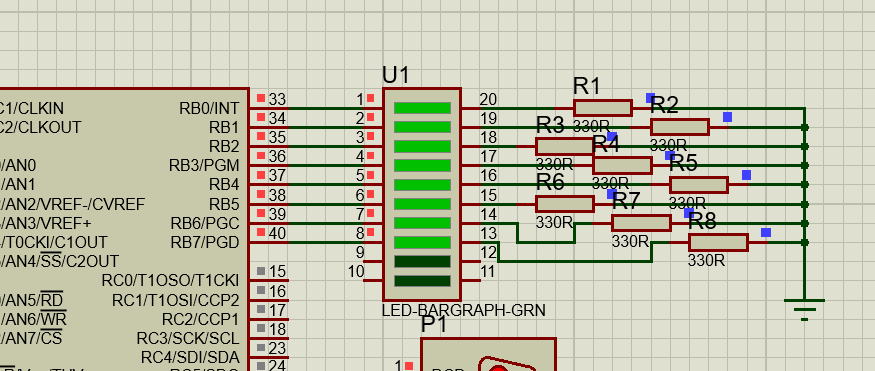 U1
C1/CLKIN RB0/INT 33 1 20 R1
C2/CLKOUT RB1 34 2 19 330R R2
RB2 35 3 18 R3 330R
/AN0 RB3/PGM 36 4 17 330R R4
/AN1 RB4 37 5 16 330R R5
/AN2/VREF-/CVREF RB5 38 6 15 R6 330R
/AN3/VREF+ RB6/PGC 39 7 14 330R R7
/T0CKI/C1OUT RB7/PGD 40 8 13 330R R8
/AN4/SS/C2OUT 9 12 330R
RC0/T1OSO/T1CKI 15 10 11
/AN5/RD RC1/T1OSI/CCP2 16
/AN6/WR RC2/CCP1 17 LED-BARGRAPH-GRN
/AN7/CS RC3/SCK/SCL 18 P1
RC4/SDI/SDA 23
24 1